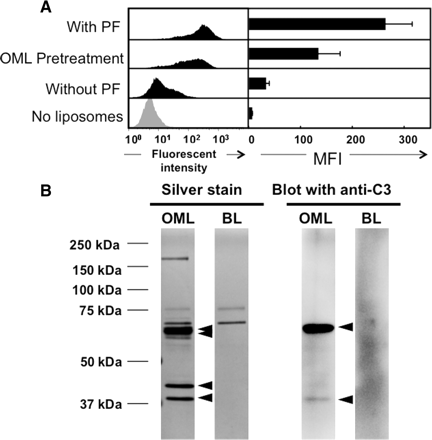 A
With PF
OML Pretreatment
Without PF
No liposomes
10⁰ 10¹ 10² 10³
Fluorescent
intensity
0 100 200 300
MFI
B
Silver stain
Blot with anti-C3
OML BL OML BL
250 kDa
150 kDa
100 kDa
75 kDa
50 kDa
37 kDa